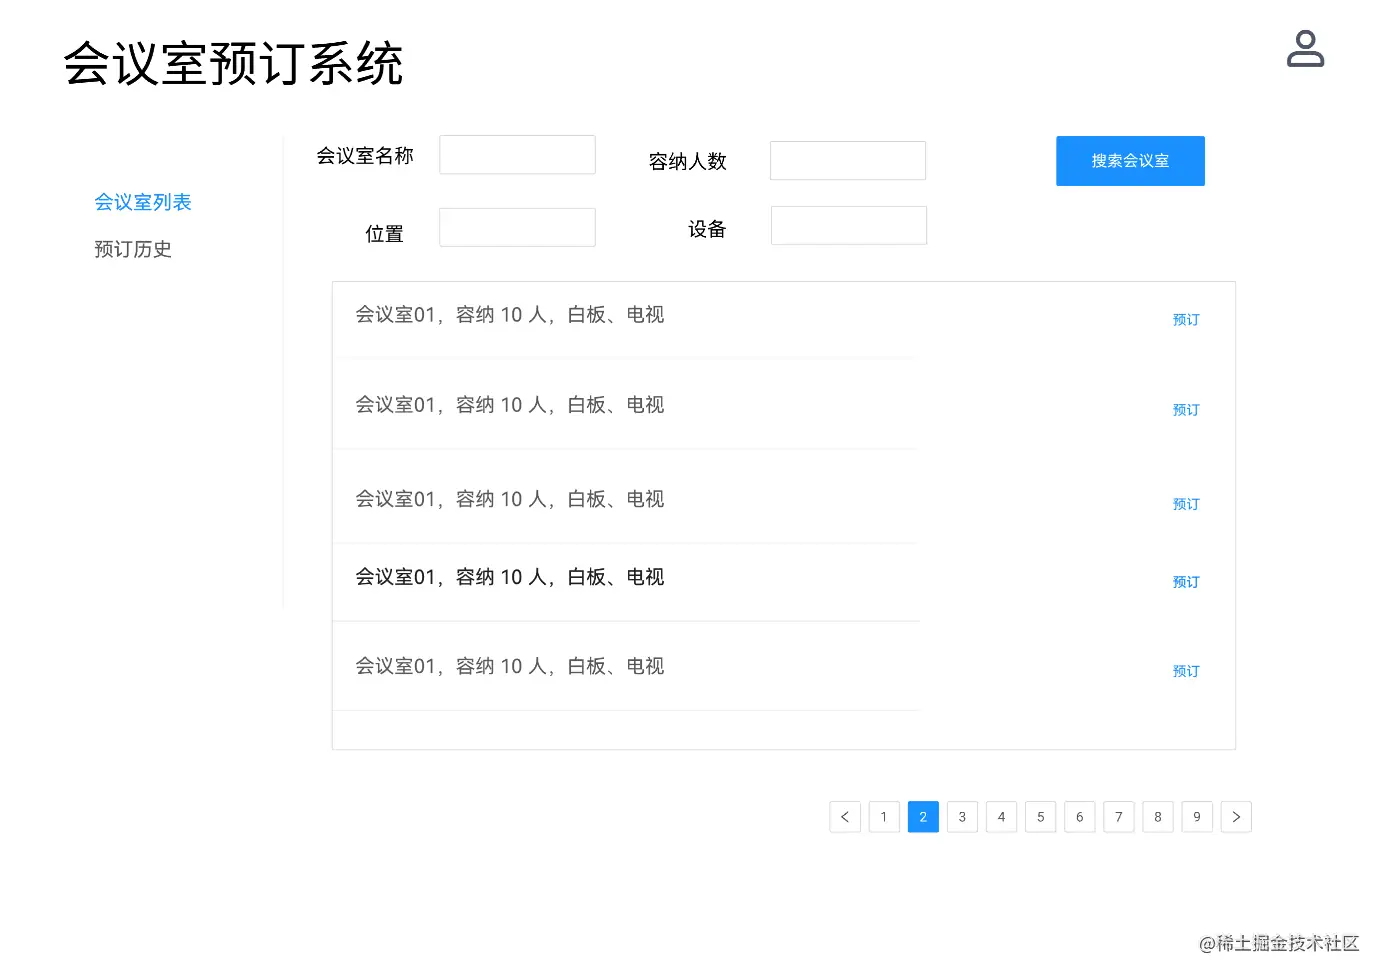 会议室预订系统
会议室列表
预订历史
会议室名称
容纳人数
搜索会议室
位置
设备
会议室01，容纳 10 人，白板、电视
预订
会议室01，容纳 10 人，白板、电视
预订
会议室01，容纳 10 人，白板、电视
预订
会议室01，容纳 10 人，白板、电视
预订
会议室01，容纳 10 人，白板、电视
预订
< 1 2 3 4 5 6 7 8 9 >
@稀土掘金技术社区